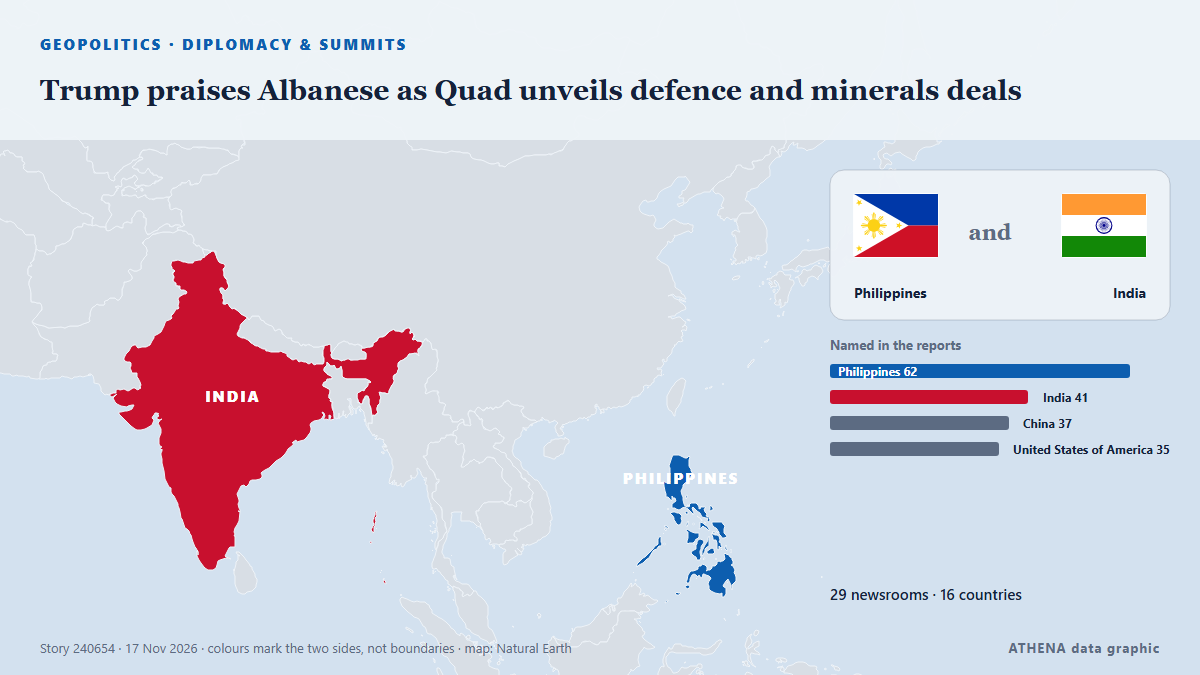 GEOPOLITICS · DIPLOMACY & SUMMITS
Trump praises Albanese as Quad unveils defence and minerals deals
and
Philippines
India
Named in the reports
Philippines 62
India 41
China 37
United States of America 35
INDIA
PHILIPPINES
29 newsrooms · 16 countries
Story 240654 · 17 Nov 2026 · colours mark the two sides, not boundaries · map: Natural Earth
ATHENA data graphic